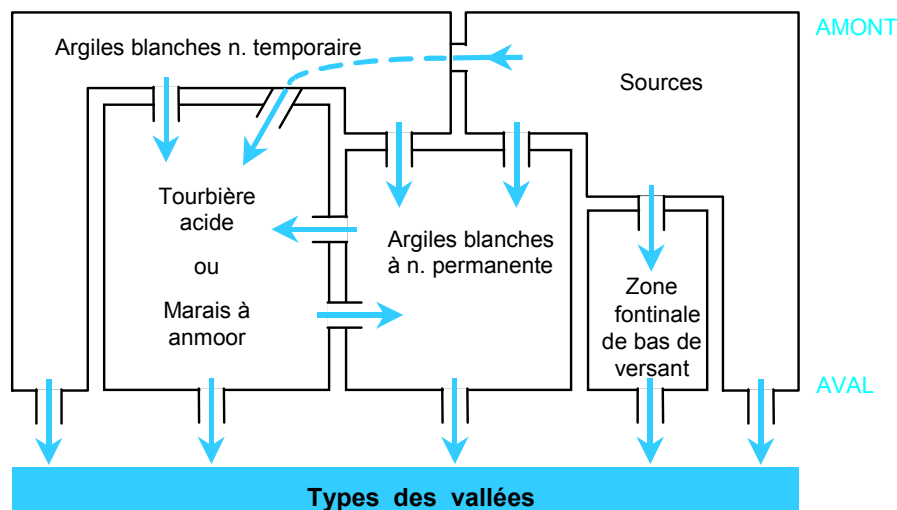 AMONT
Argiles blanches n. temporaire
Sources
Tourbière
acide
ou
Marais à
anmoor
Argiles blanches
à n. permanente
Zone
fontinale
de bas de
versant
AVAL
Types des vallées